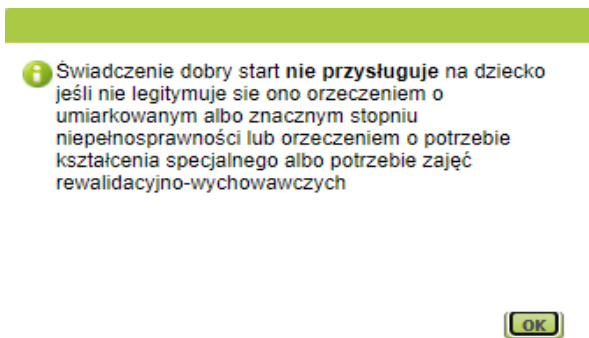 Świadczenie dobry start nie przysługuje na dziecko
jeśli nie legitymuje sie ono orzeczeniem o
umiarkowanym albo znacznym stopniu
niepełnosprawności lub orzeczeniem o potrzebie
kształcenia specjalnego albo potrzebie zajęć
rewalidacyjno-wychowawczych
OK